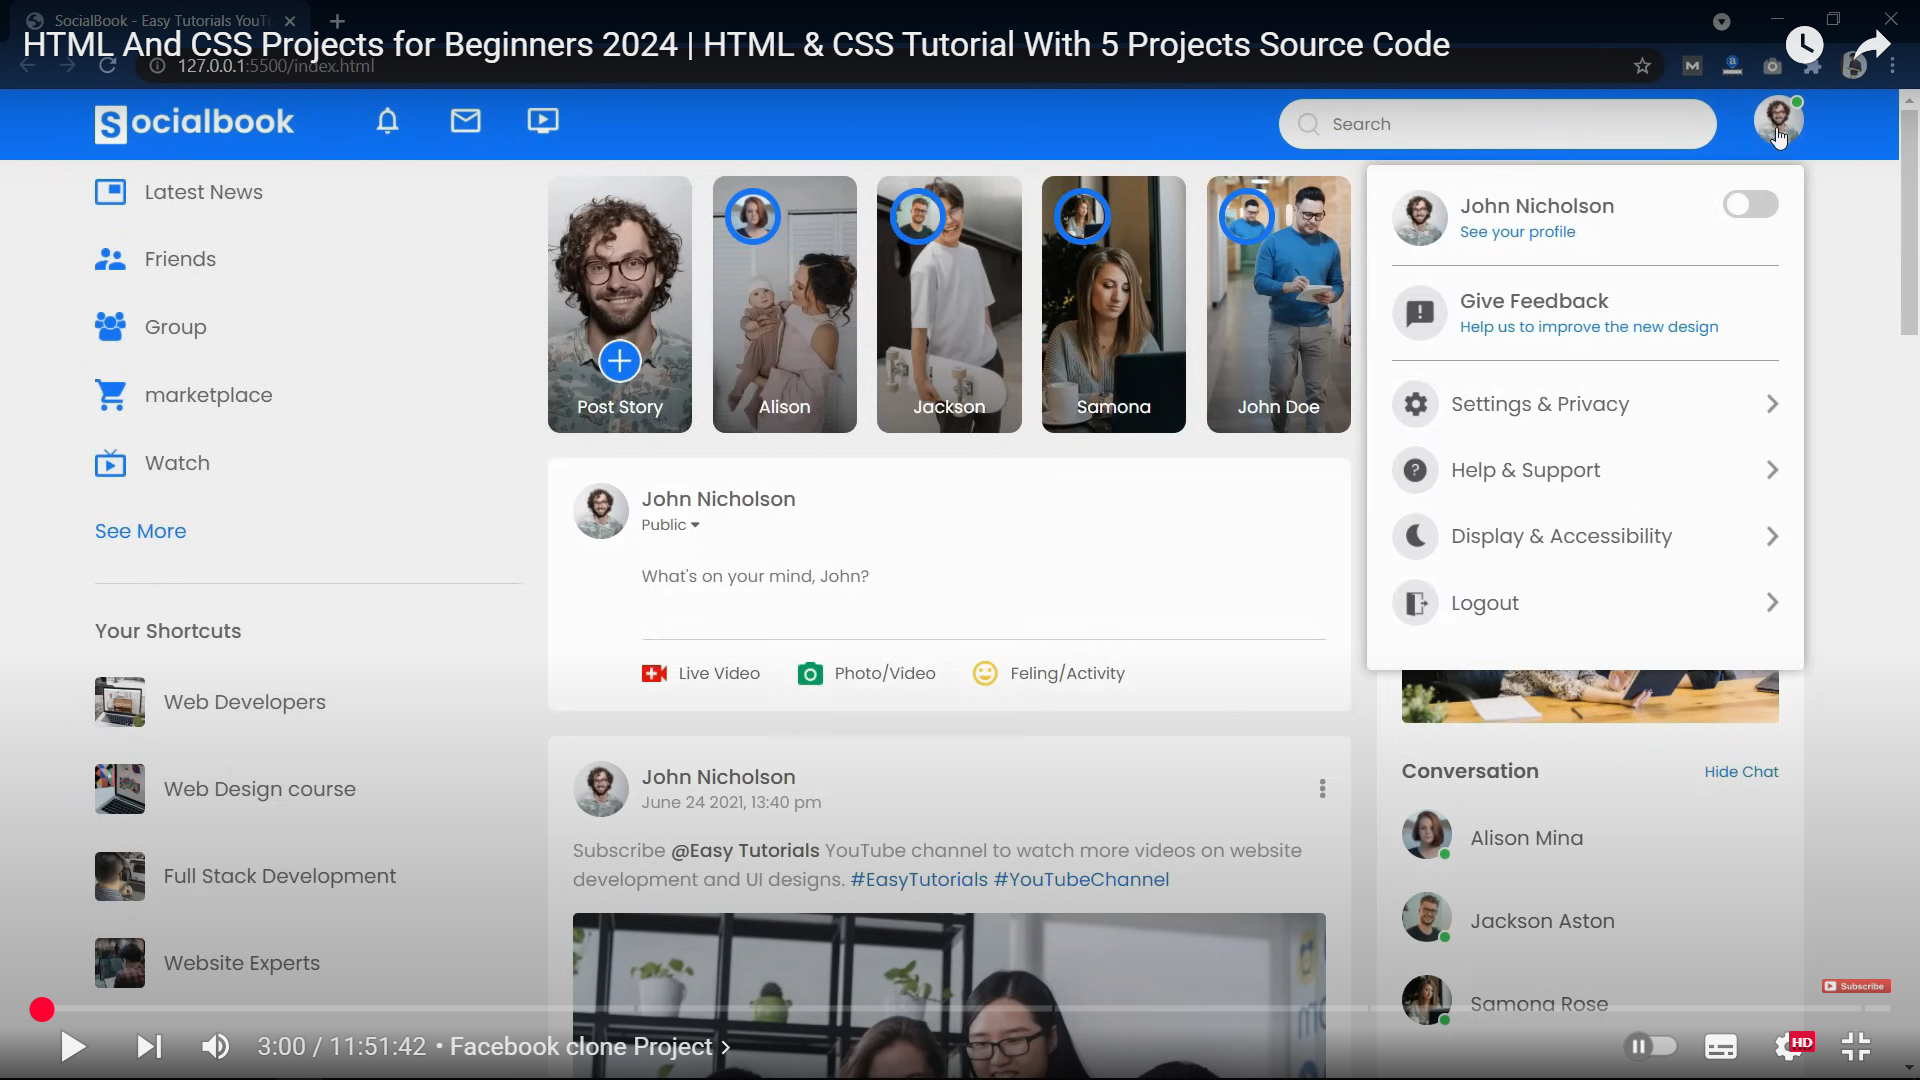 SocialBook - Easy Tutorials YouTu
HTML And CSS Projects for Beginners 2024 | HTML & CSS Tutorial With 5 Projects Source Code
127.0.0.1:5500/index.html
Socialbook
Search
Latest News
Friends
Group
marketplace
Watch
See More
Your Shortcuts
Web Developers
Web Design course
Full Stack Development
Website Experts
Post Story
Alison
Jackson
Samona
John Doe
John Nicholson
Public
What's on your mind, John?
Live Video
Photo/Video
Feling/Activity
John Nicholson
June 24 2021, 13:40 pm
Subscribe @Easy Tutorials YouTube channel to watch more videos on website
development and UI designs. #EasyTutorials #YouTubeChannel
John Nicholson
See your profile
Give Feedback
Help us to improve the new design
Settings & Privacy
Help & Support
Display & Accessibility
Logout
Conversation
Hide Chat
Alison Mina
Jackson Aston
Samona Rose
Subscribe
3:00 / 11:51:42 • Facebook clone Project
HD